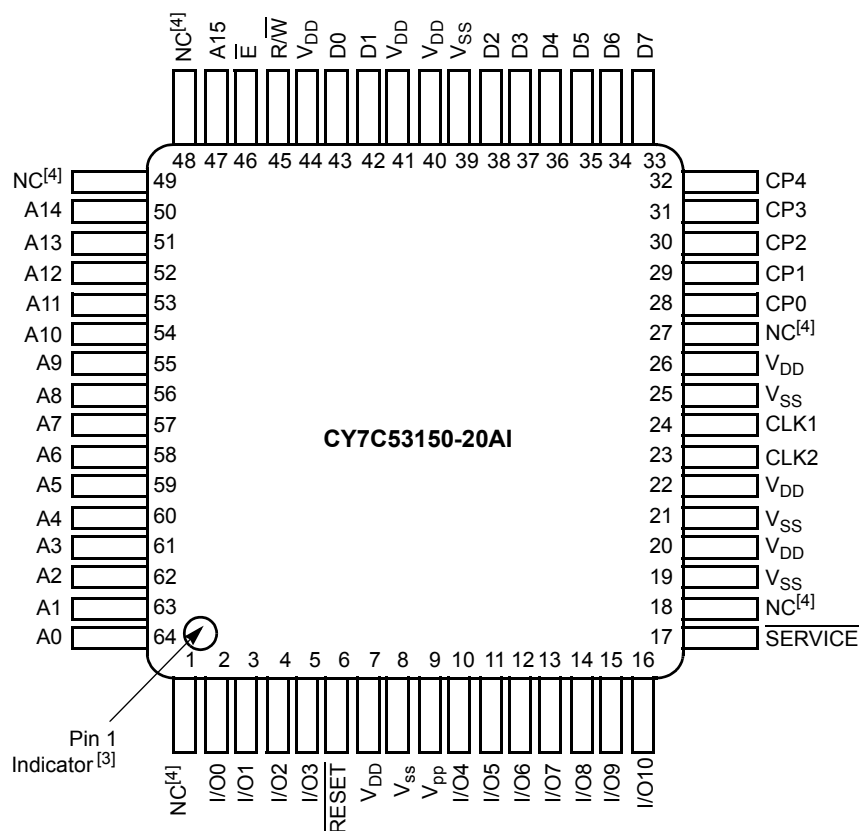 NC[4] A15 E R/W VDD D0 D1 VDD VDD VSS D2 D3 D4 D5 D6 D7
48 47 46 45 44 43 42 41 40 39 38 37 36 35 34 33
NC[4] 49 32 CP4
A14 50 31 CP3
A13 51 30 CP2
A12 52 29 CP1
A11 53 28 CP0
A10 54 27 NC[4]
A9 55 26 VDD
A8 56 25 VSS
A7 57 24 CLK1
CY7C53150-20AI
A6 58 23 CLK2
A5 59 22 VDD
A4 60 21 VSS
A3 61 20 VDD
A2 62 19 VSS
A1 63 18 NC[4]
A0 64 17 SERVICE
1 2 3 4 5 6 7 8 9 10 11 12 13 14 15 16
Pin 1
Indicator[3]
NC[4] I/O0 I/O1 I/O2 I/O3 RESET VDD Vss Vpp I/O4 I/O5 I/O6 I/O7 I/O8 I/O9 I/O10